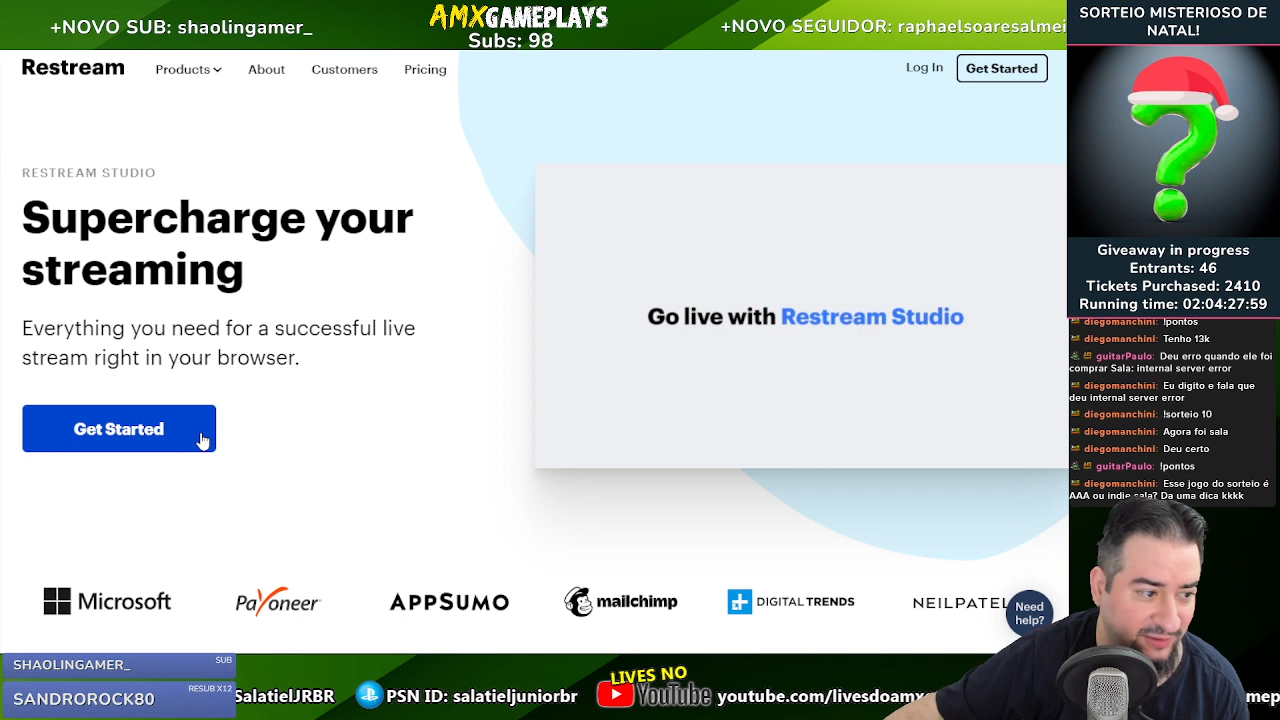 +NOVO SUB: shaolingamer_
AMXGAMEPLAYS
Subs: 98
+NOVO SEGUIDOR: raphaelsoaresalmei
SORTEIO MISTERIOSO DE
NATAL!
Restream
Products
About
Customers
Pricing
Log In
Get Started
RESTREAM STUDIO
Supercharge your
streaming
Everything you need for a successful live
stream right in your browser.
Get Started
Go live with Restream Studio
Giveaway in progress
Entrants: 46
Tickets Purchased: 2410
Running time: 02:04:27:59
diegomanchini: !pontos
diegomanchini: Tenho 13k
guitarPaulo: Deu erro quando ele foi
comprar Sala: internal server error
diegomanchini: Eu digito e fala que
deu internal server error
diegomanchini: !sorteio 10
diegomanchini: Agora foi sala
diegomanchini: Deu certo
guitarPaulo: !pontos
diegomanchini: Esse jogo do sorteio é
AAA ou indie sala? Da uma dica kkkk
Microsoft
Payoneer
APPSUMO
mailchimp
DIGITAL TRENDS
NEILPATEL
Need
help?
SHAOLINGAMER_
SUB
SANDROROCK80
RESUB X12
SalatielJRBR
PSN ID: salatieljuniorbr
LIVES NO
YouTube
youtube.com/livesdoamx